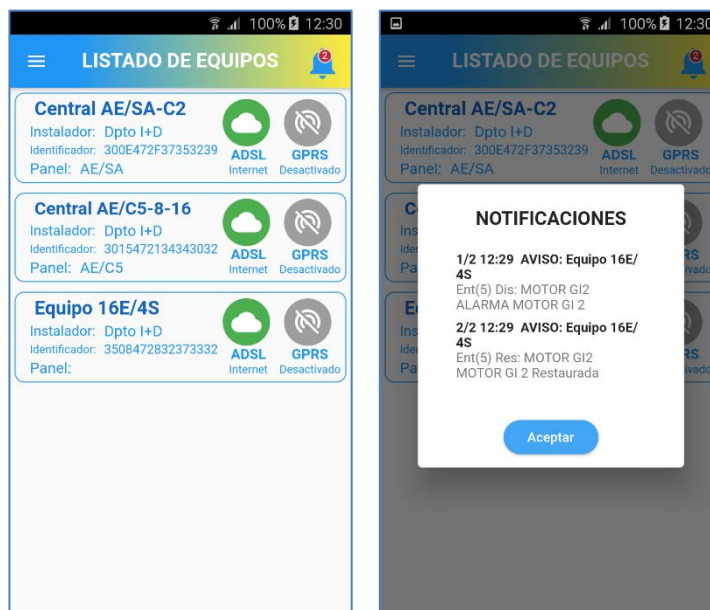 100% 12:30
LISTADO DE EQUIPOS
2
Central AE/SA-C2
Instalador: Dpto I+D
Identificador: 300E472F37353239
Panel: AE/SA
ADSL
Internet
GPRS
Desactivado
Central AE/C5-8-16
Instalador: Dpto I+D
Identificador: 3015472134343032
Panel: AE/C5
ADSL
Internet
GPRS
Desactivado
Equipo 16E/4S
Instalador: Dpto I+D
Identificador: 3508472832373332
Panel:
ADSL
Internet
GPRS
Desactivado
100% 12:30
LISTADO DE EQUIPOS
2
Central AE/SA-C2
Instalador: Dpto I+D
Identificador: 300E472F37353239
Panel: AE/SA
ADSL
Internet
GPRS
Desactivado
NOTIFICACIONES
1/2 12:29 AVISO: Equipo 16E/
4S
Ent(5) Dis: MOTOR GI2
ALARMA MOTOR GI 2
2/2 12:29 AVISO: Equipo 16E/
4S
Ent(5) Res: MOTOR GI2
MOTOR GI 2 Restaurada
Aceptar